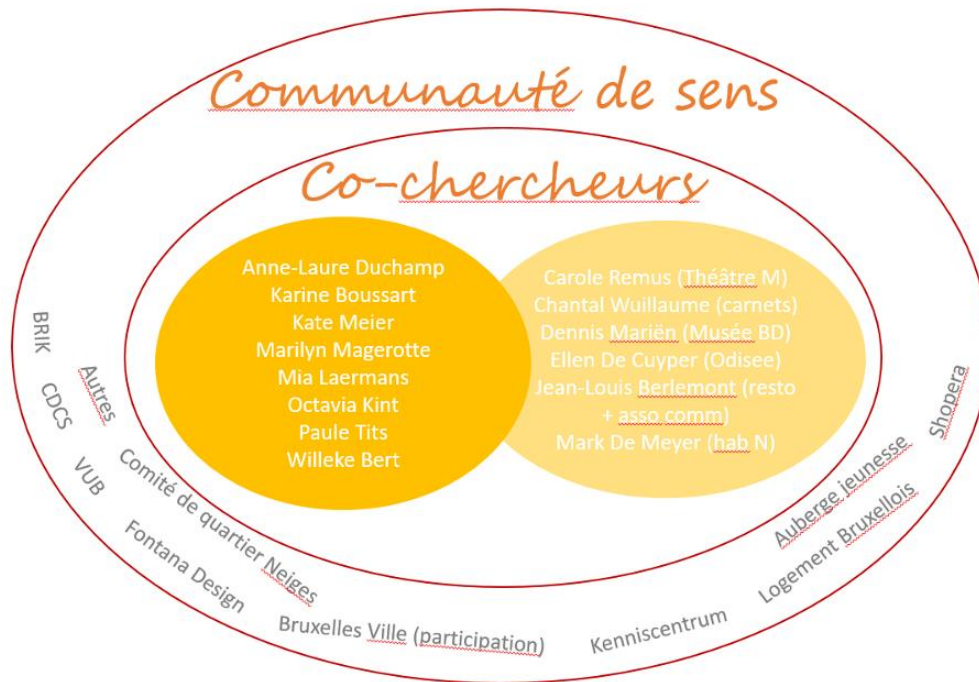 Communauté de sens
Co-chercheurs
Anne-Laure Duchamp
Karine Boussart
Kate Meier
Marilyn Magerotte
Mia Laermans
Octavia Kint
Paule Tits
Willeke Bert
Carole Remus (Théâtre M)
Chantal Wuillaume (carnets)
Dennis Mariën (Musée BD)
Ellen De Cuyper (Odisee)
Jean-Louis Berlemont (resto
+ asso comm)
Mark De Meyer (hab N)
BRIK
Autres
CDCS
VUB
Comité de quartier Neiges
Fontana Design
Bruxelles Ville (participation)
Kenniscentrum
Logement Bruxellois
Auberge jeunesse
Shopera